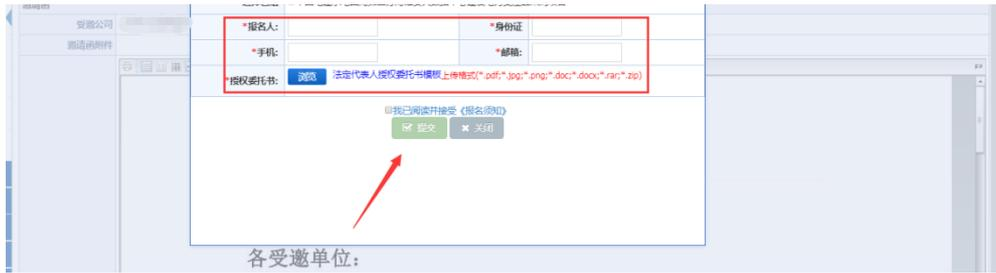 邀请函
受邀公司
*报名人:
*身份证
邀请函附件
*手机:
*邮箱:
*授权委托书: 浏览 法定代表人授权委托书模板 上传格式(*.pdf;*.jpg;*.png;*.doc;*.docx;*.rar;*.zip)
我已阅读并接受《报名须知》
提交 关闭
各受邀单位：